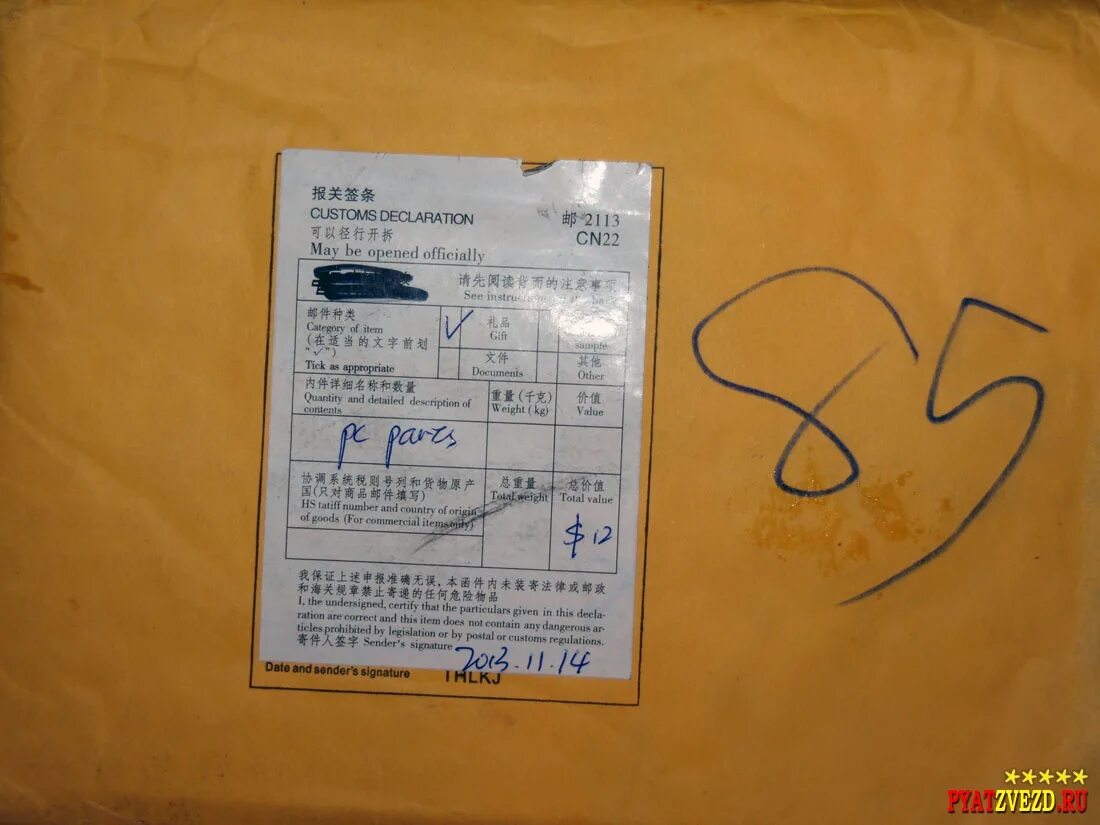 报关签条
CUSTOMS DECLARATION
可以径行开拆
May be opened officially
邮 2113
CN22
请先阅读背面的注意事项
See instructions on the back
邮件种类
Category of item
(在适当的文字前划
“✓”)
Tick as appropriate
✓
礼品
Gift
sample
文件
Documents
其他
Other
内件详细名称和数量
Quantity and detailed description of
contents
重量 (千克)
Weight (kg)
价值
Value
pc parts
协调系统税则号列和货物原产
国(只对商品邮件填写)
HS tatiff number and country of origin
of goods (For commercial items only)
总重量
Total weight
总价值
Total value
$ 12
我保证上述申报准确无误，本函件内未装寄法律或邮政
和海关规章禁止寄递的任何危险物品
I, the undersigned, certify that the particulars given in this decla-
ration are correct and this item does not contain any dangerous ar-
ticles prohibited by legislation or by postal or customs regulations.
寄件人签字 Sender's signature
2013.11.14
Date and sender's signature
THLKJ
85
PYATZVEZD.RU